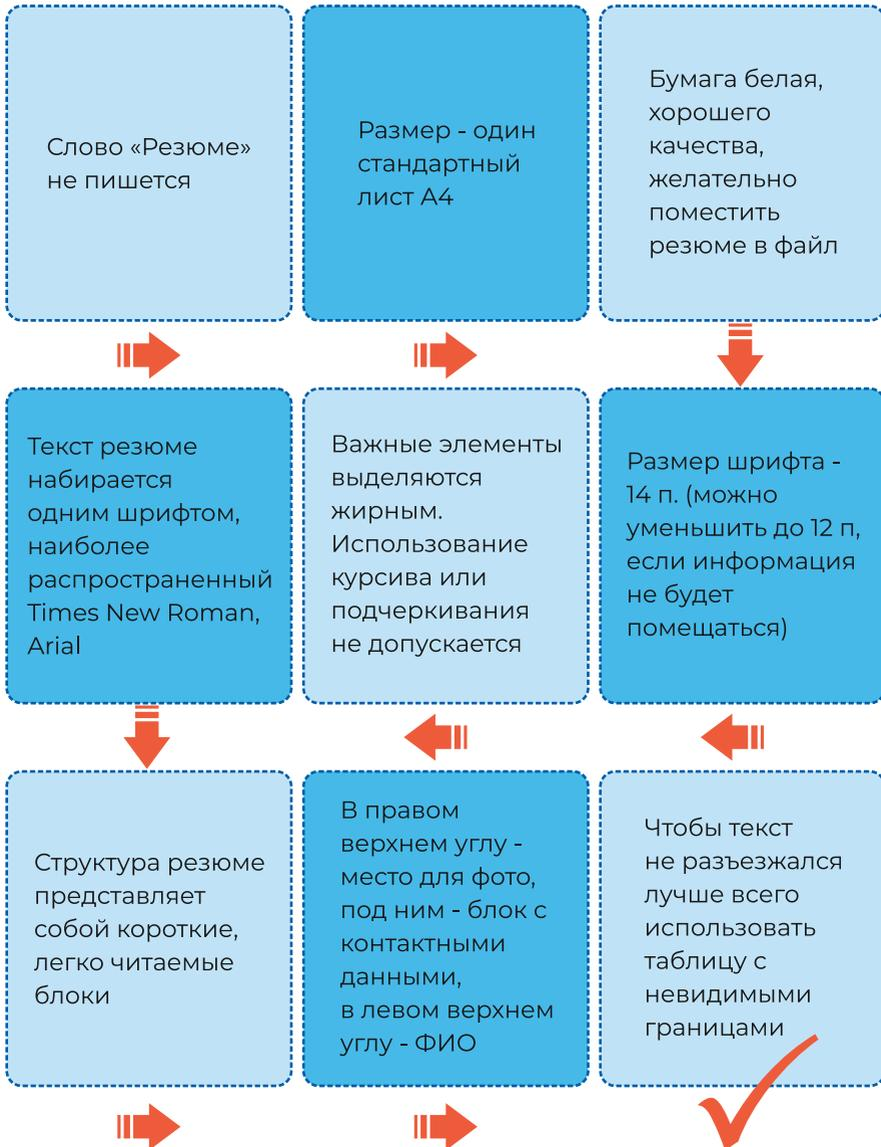 Слово «Резюме»
не пишется
Размер - один
стандартный
лист А4
Бумага белая,
хорошего
качества,
желательно
поместить
резюме в файл
Размер шрифта -
14 п. (можно
уменьшить до 12 п,
если информация
не будет
помещаться)
Важные элементы
выделяются
жирным.
Использование
курсива или
подчеркивания
не допускается
Текст резюме
набирается
одним шрифтом,
наиболее
распространенный
Times New Roman,
Arial
Структура резюме
представляет
собой короткие,
легко читаемые
блоки
В правом
верхнем углу -
место для фото,
под ним - блок с
контактными
данными,
в левом верхнем
углу - ФИО
Чтобы текст
не разъезжался
лучше всего
использовать
таблицу с
невидимыми
границами